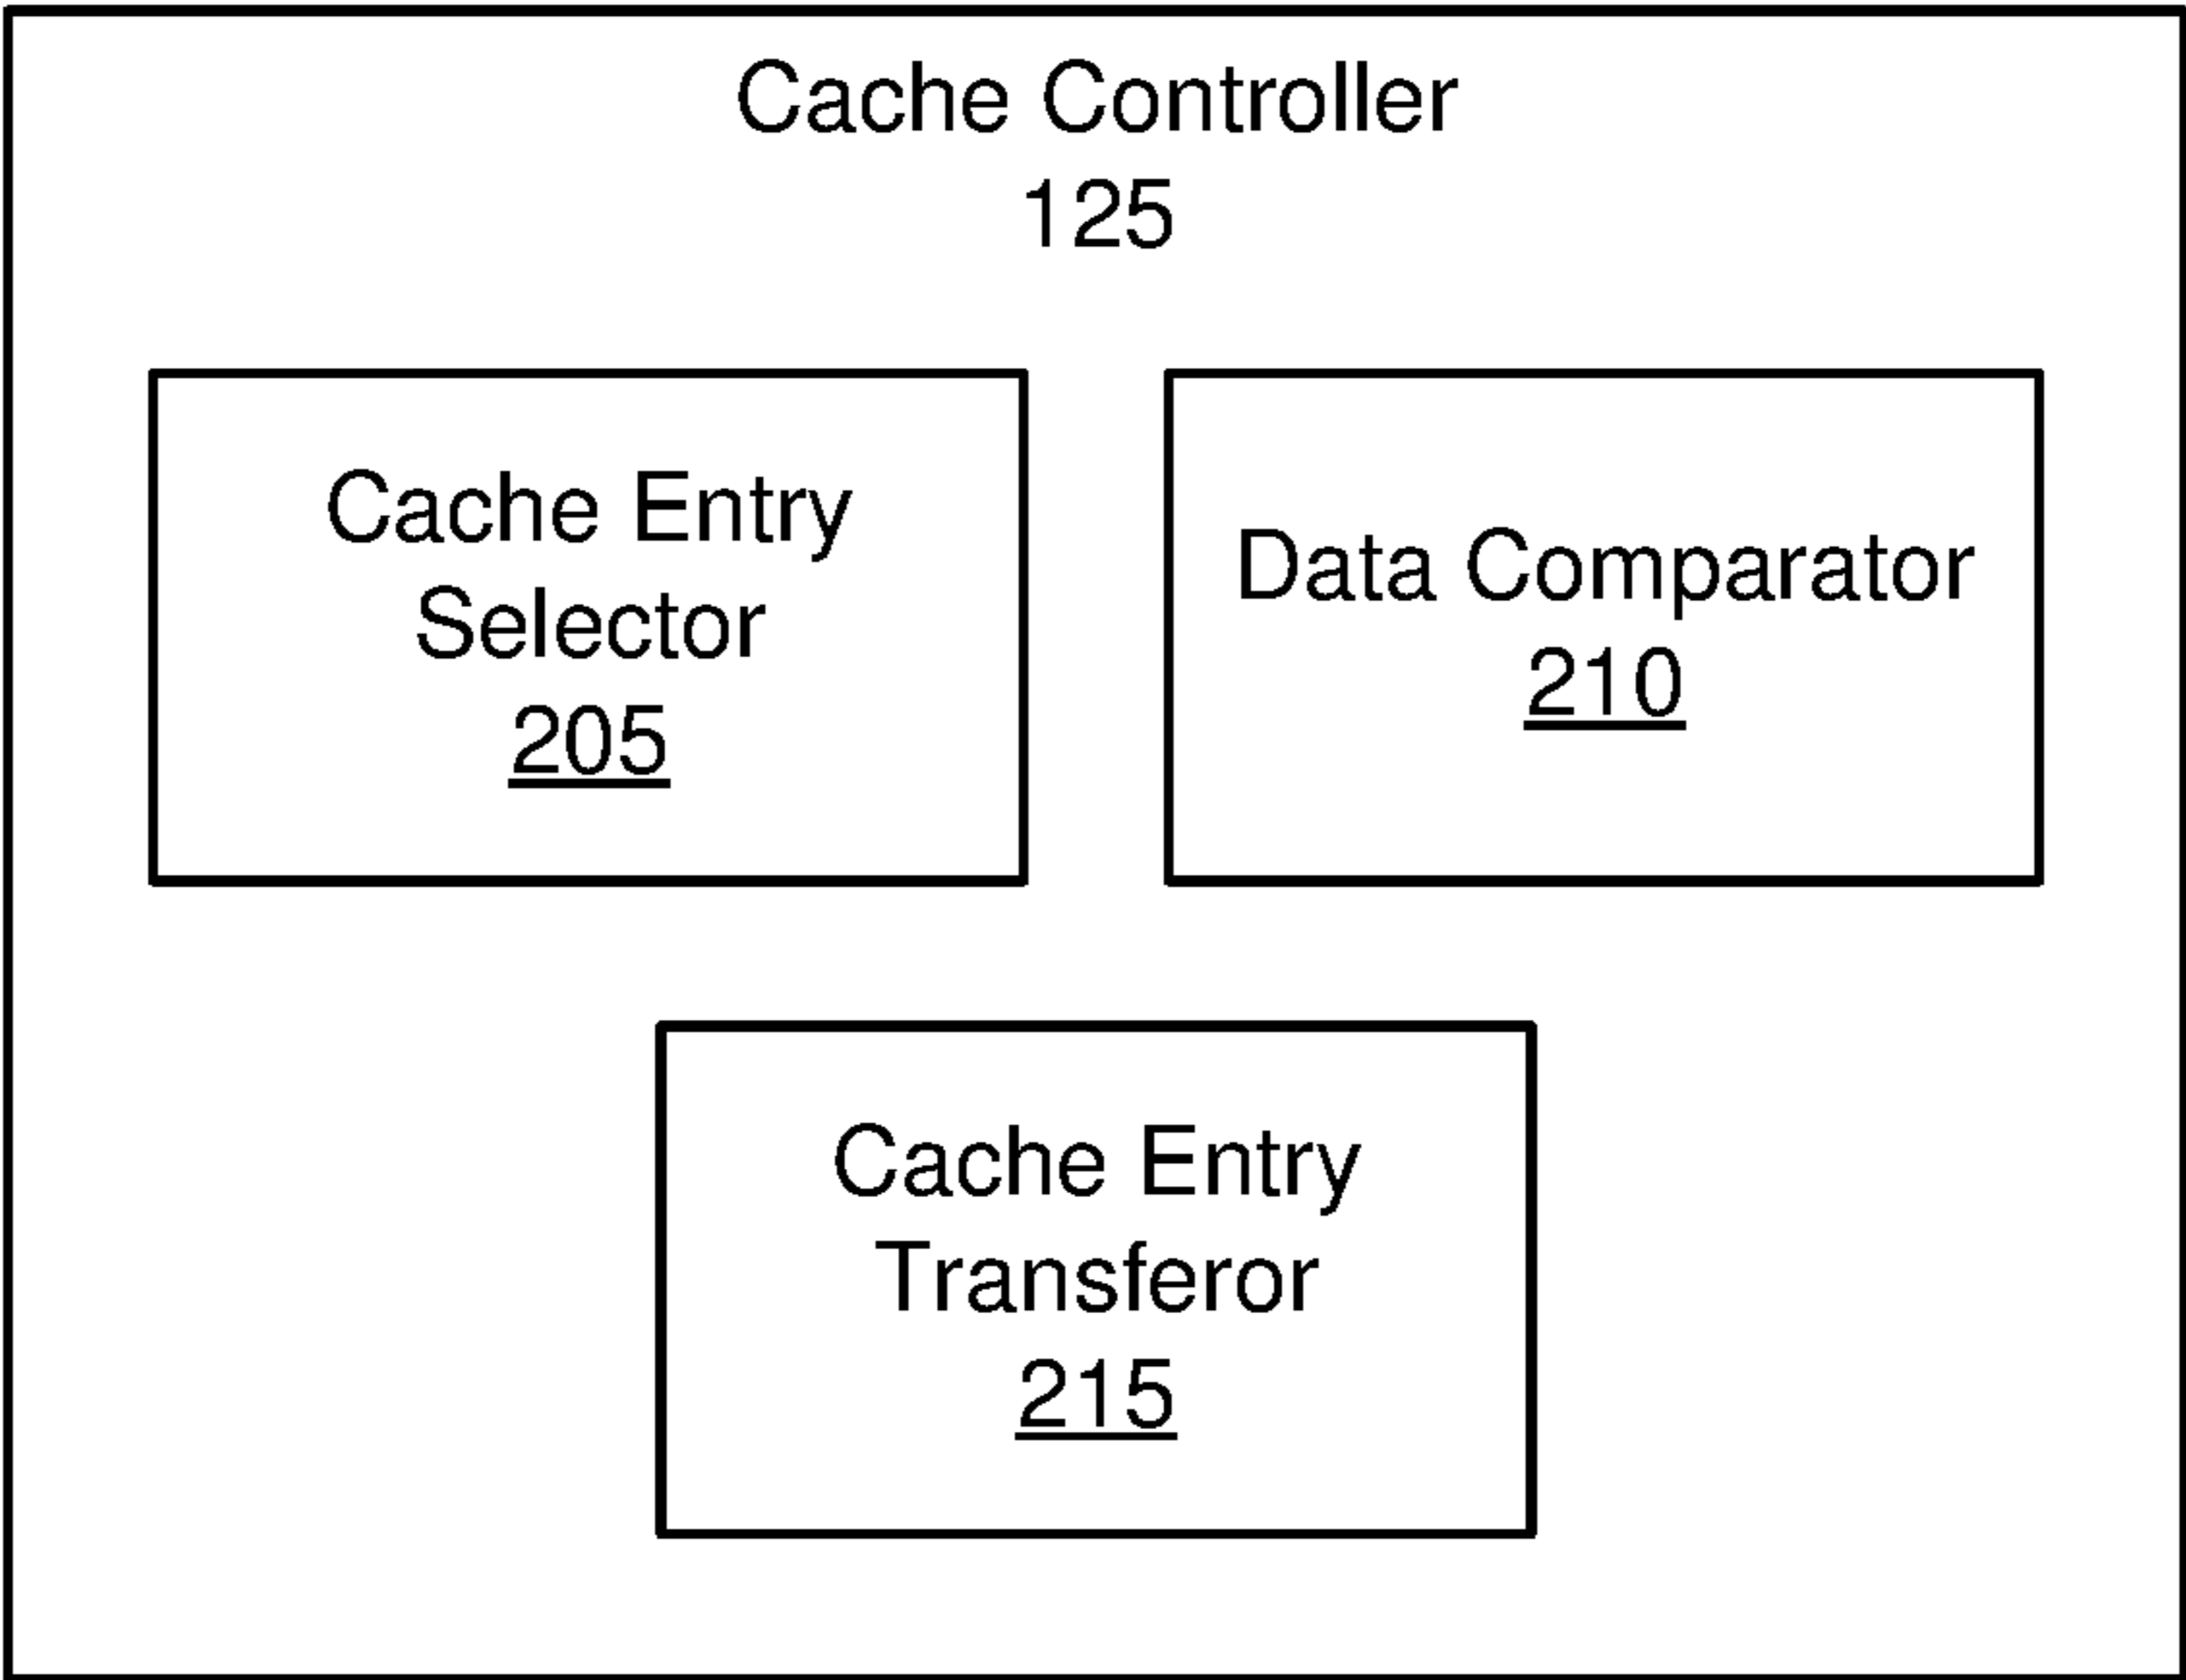 Cache Controller
125
Cache Entry
Selector
205
Data Comparator
210
Cache Entry
Transferor
215